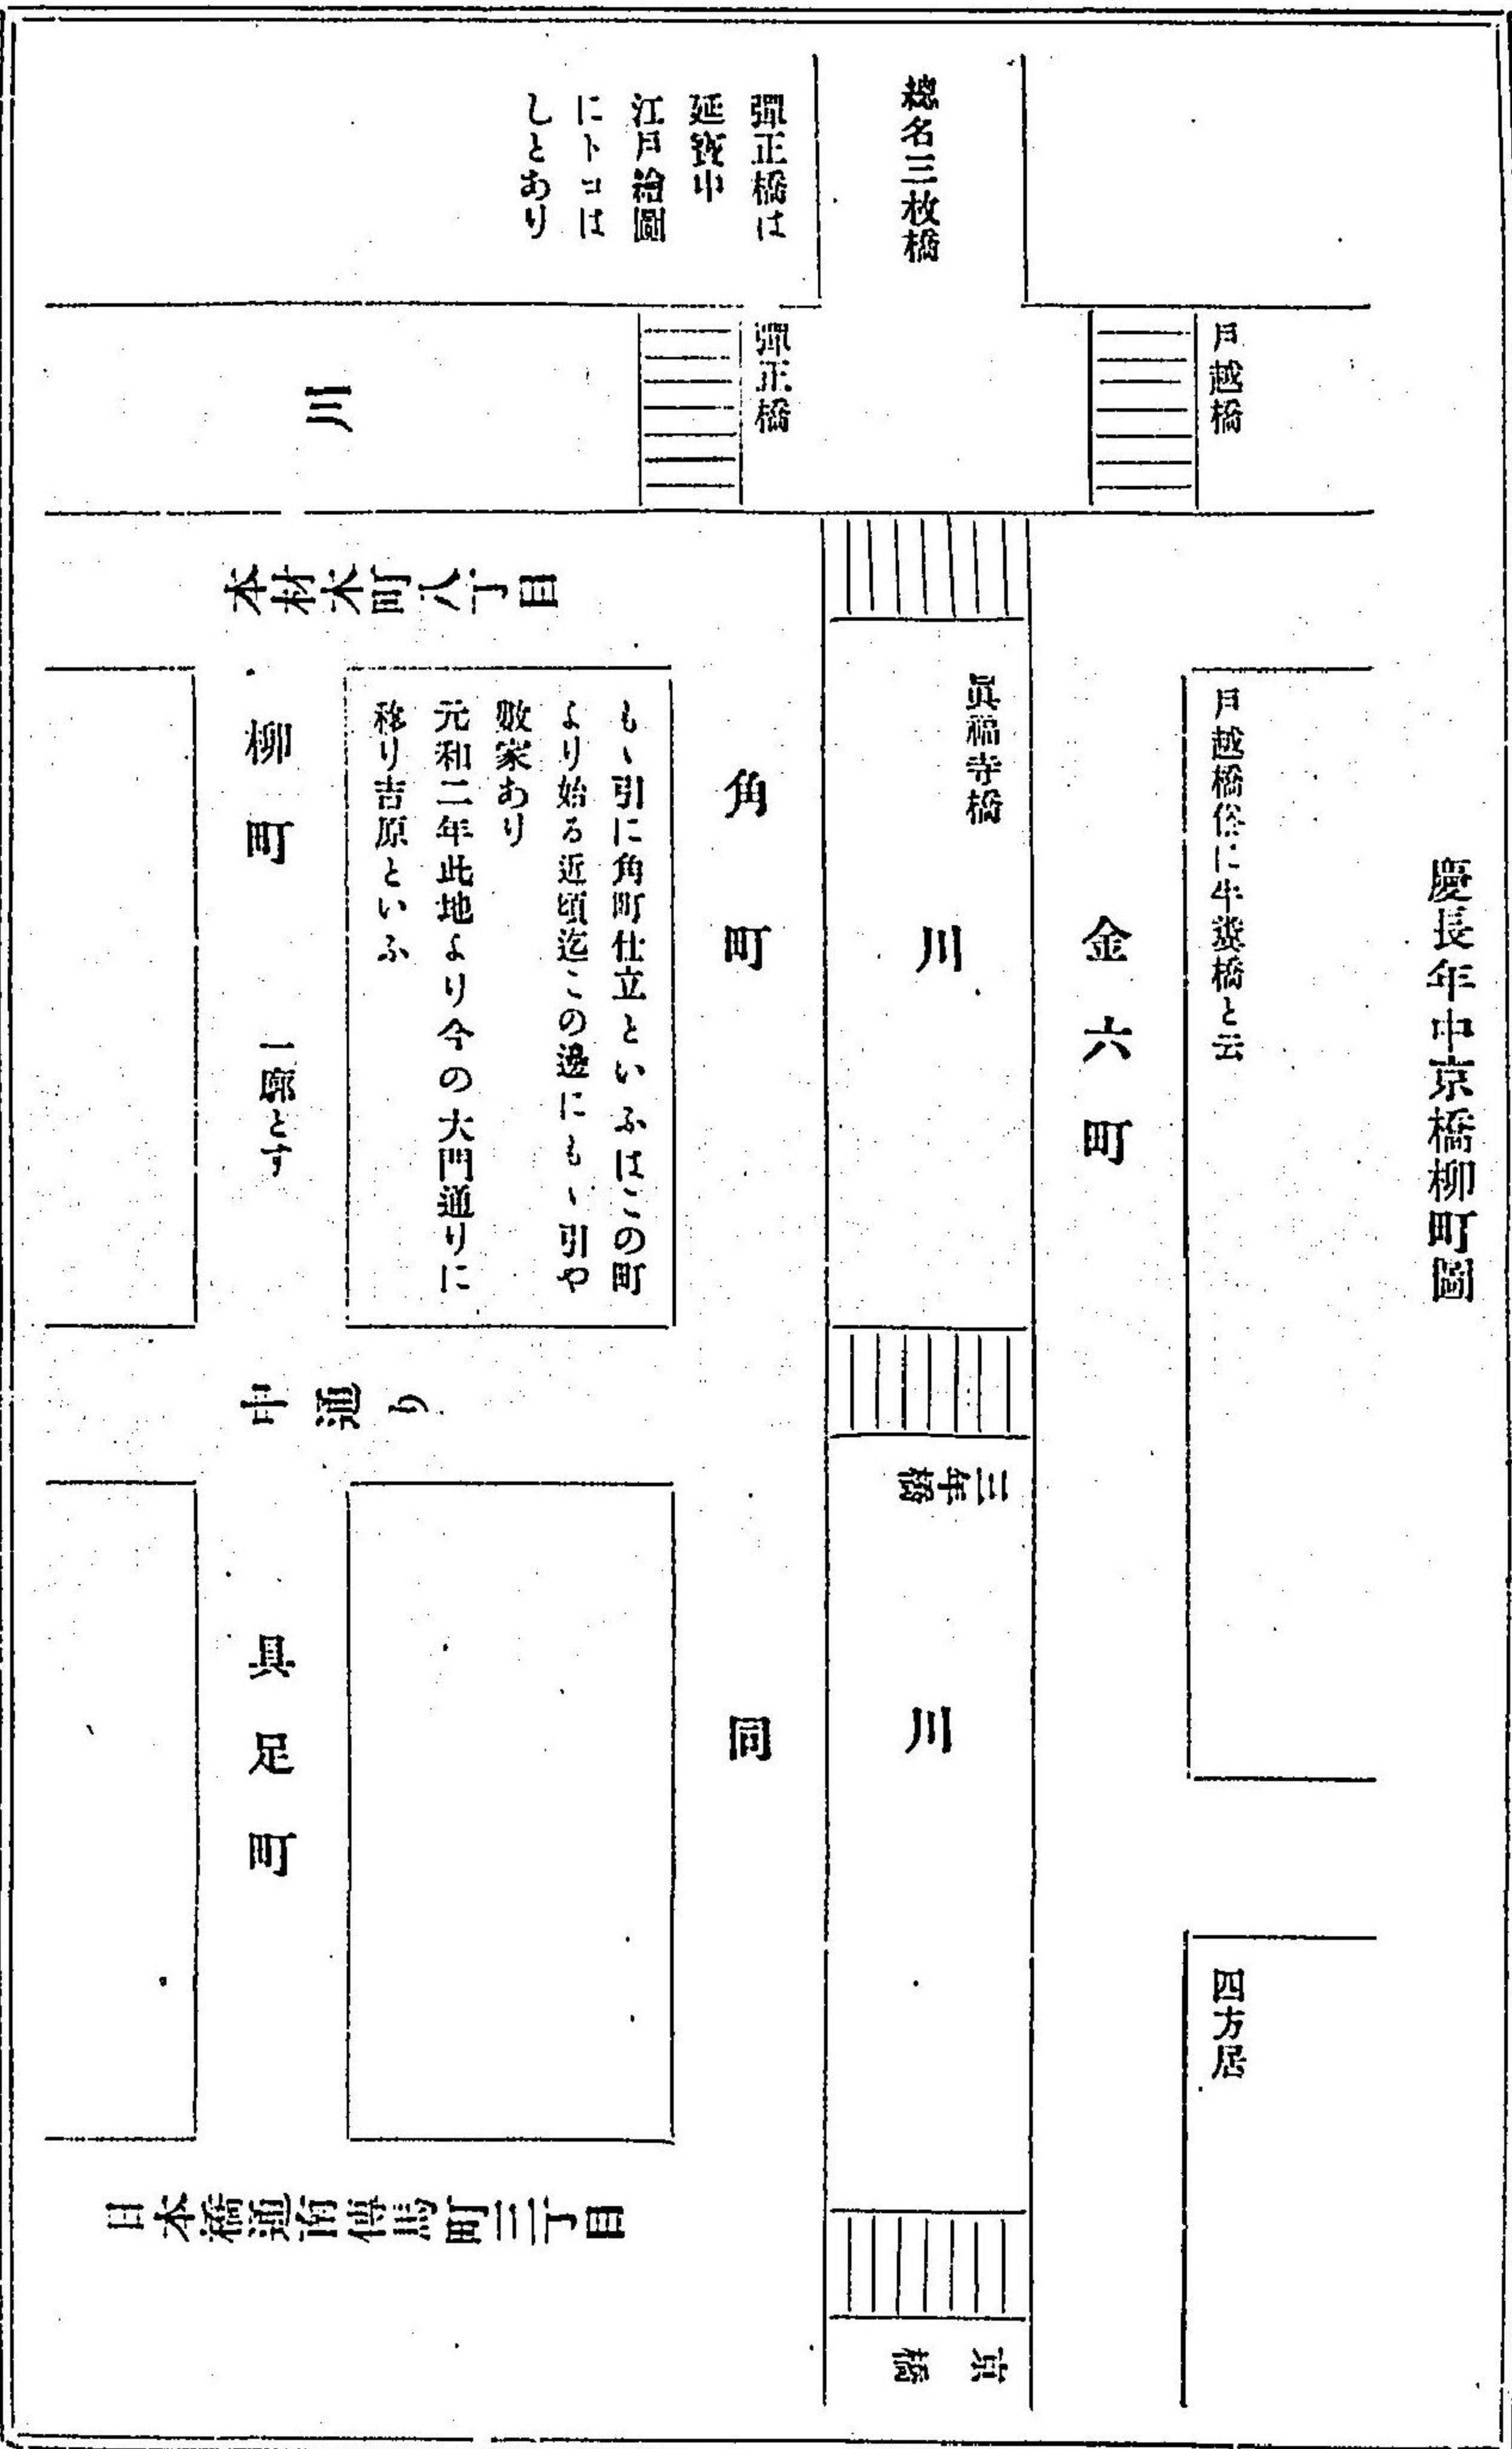 慶長年中京橋柳町圖
戸越橋
戸越橋俗に牛糞橋と云
四方居
金六町
總名三枚橋
眞福寺橋
川
三年橋
川
京橋
彈正橋は
延寳中
江戸繪圖
にトコは
しとあり
彈正橋
角町
同
もゝ引に角町仕立といふはこの町
より始る近頃迄この邊にもゝ引や
數家あり
元和二年此地より今の大門通りに
移り吉原といふ
川
本材木町八丁目
柳町
一廓とす
中通り
具足町
日本橋通南傳馬町三丁目